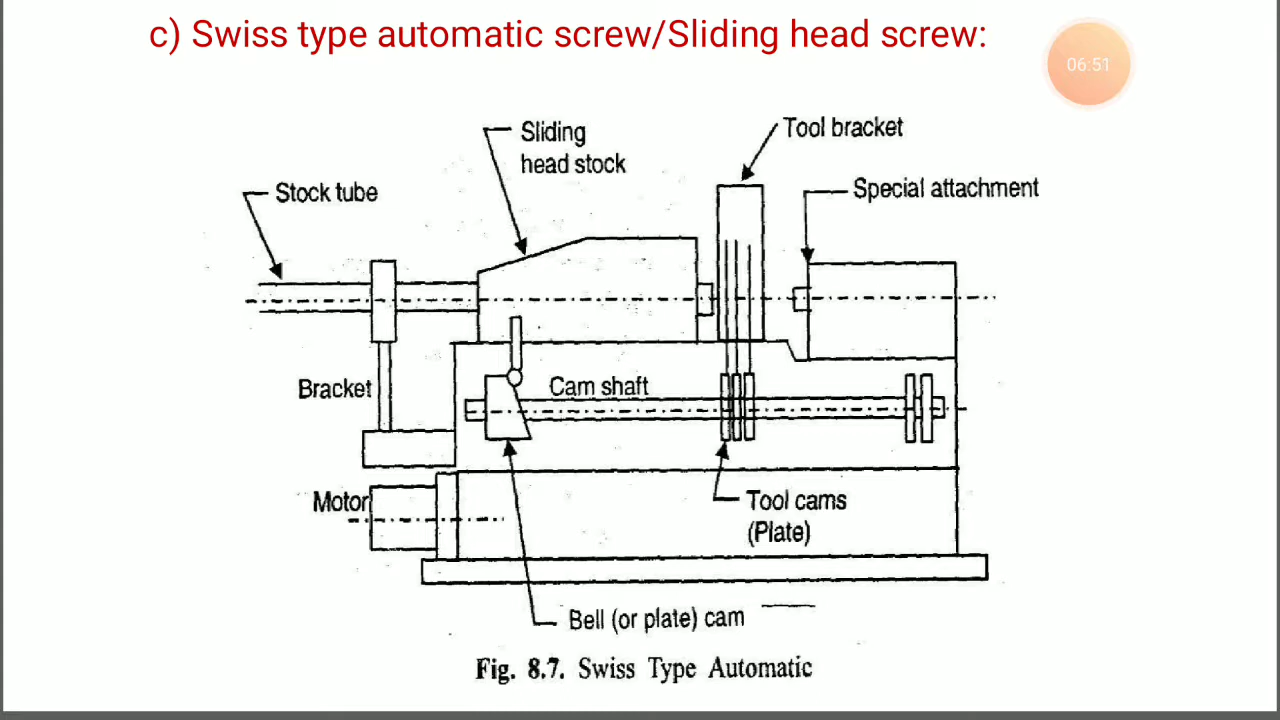 c) Swiss type automatic screw/Sliding head screw:
06:51
Sliding
head stock
Tool bracket
Stock tube
Special attachment
Bracket
Cam shaft
Motor
Tool cams
(Plate)
Bell (or plate) cam
Fig. 8.7. Swiss Type Automatic